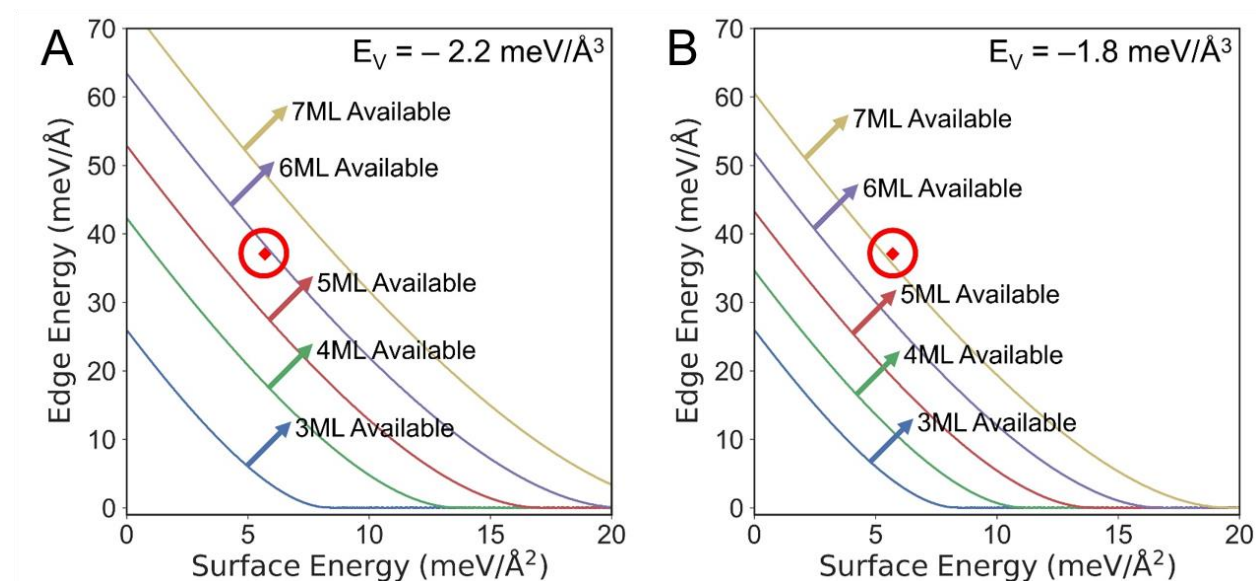 A
E_V = – 2.2 meV/Å³
70
60
50
40
30
20
10
0
Edge Energy (meV/Å)
7ML Available
6ML Available
5ML Available
4ML Available
3ML Available
0
5
10
15
20
Surface Energy (meV/Å²)
B
E_V = –1.8 meV/Å³
70
60
50
40
30
20
10
0
Edge Energy (meV/Å)
7ML Available
6ML Available
5ML Available
4ML Available
3ML Available
0
5
10
15
20
Surface Energy (meV/Å²)